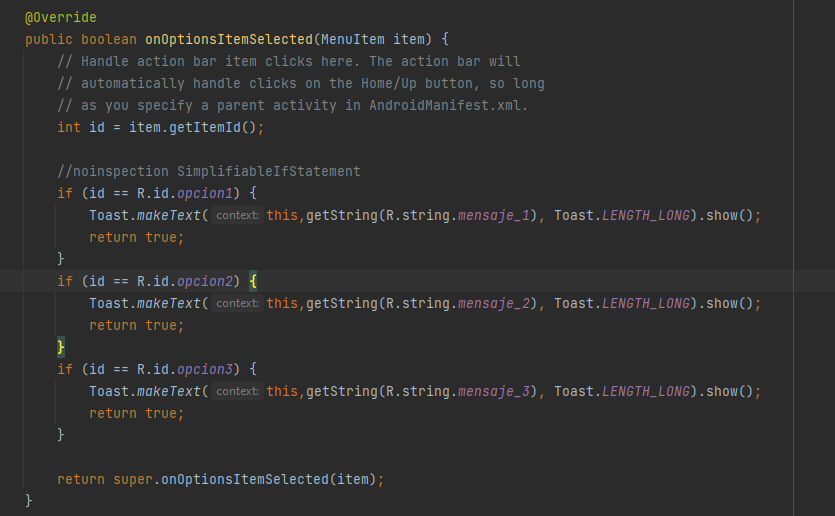 @Override
public boolean onOptionsItemSelected(MenuItem item) {
    // Handle action bar item clicks here. The action bar will
    // automatically handle clicks on the Home/Up button, so long
    // as you specify a parent activity in AndroidManifest.xml.
    int id = item.getItemId();

    //noinspection SimplifiableIfStatement
    if (id == R.id.opcion1) {
        Toast.makeText( context: this,getString(R.string.mensaje_1), Toast.LENGTH_LONG).show();
        return true;
    }
    if (id == R.id.opcion2) {
        Toast.makeText( context: this,getString(R.string.mensaje_2), Toast.LENGTH_LONG).show();
        return true;
    }
    if (id == R.id.opcion3) {
        Toast.makeText( context: this,getString(R.string.mensaje_3), Toast.LENGTH_LONG).show();
        return true;
    }

    return super.onOptionsItemSelected(item);
}